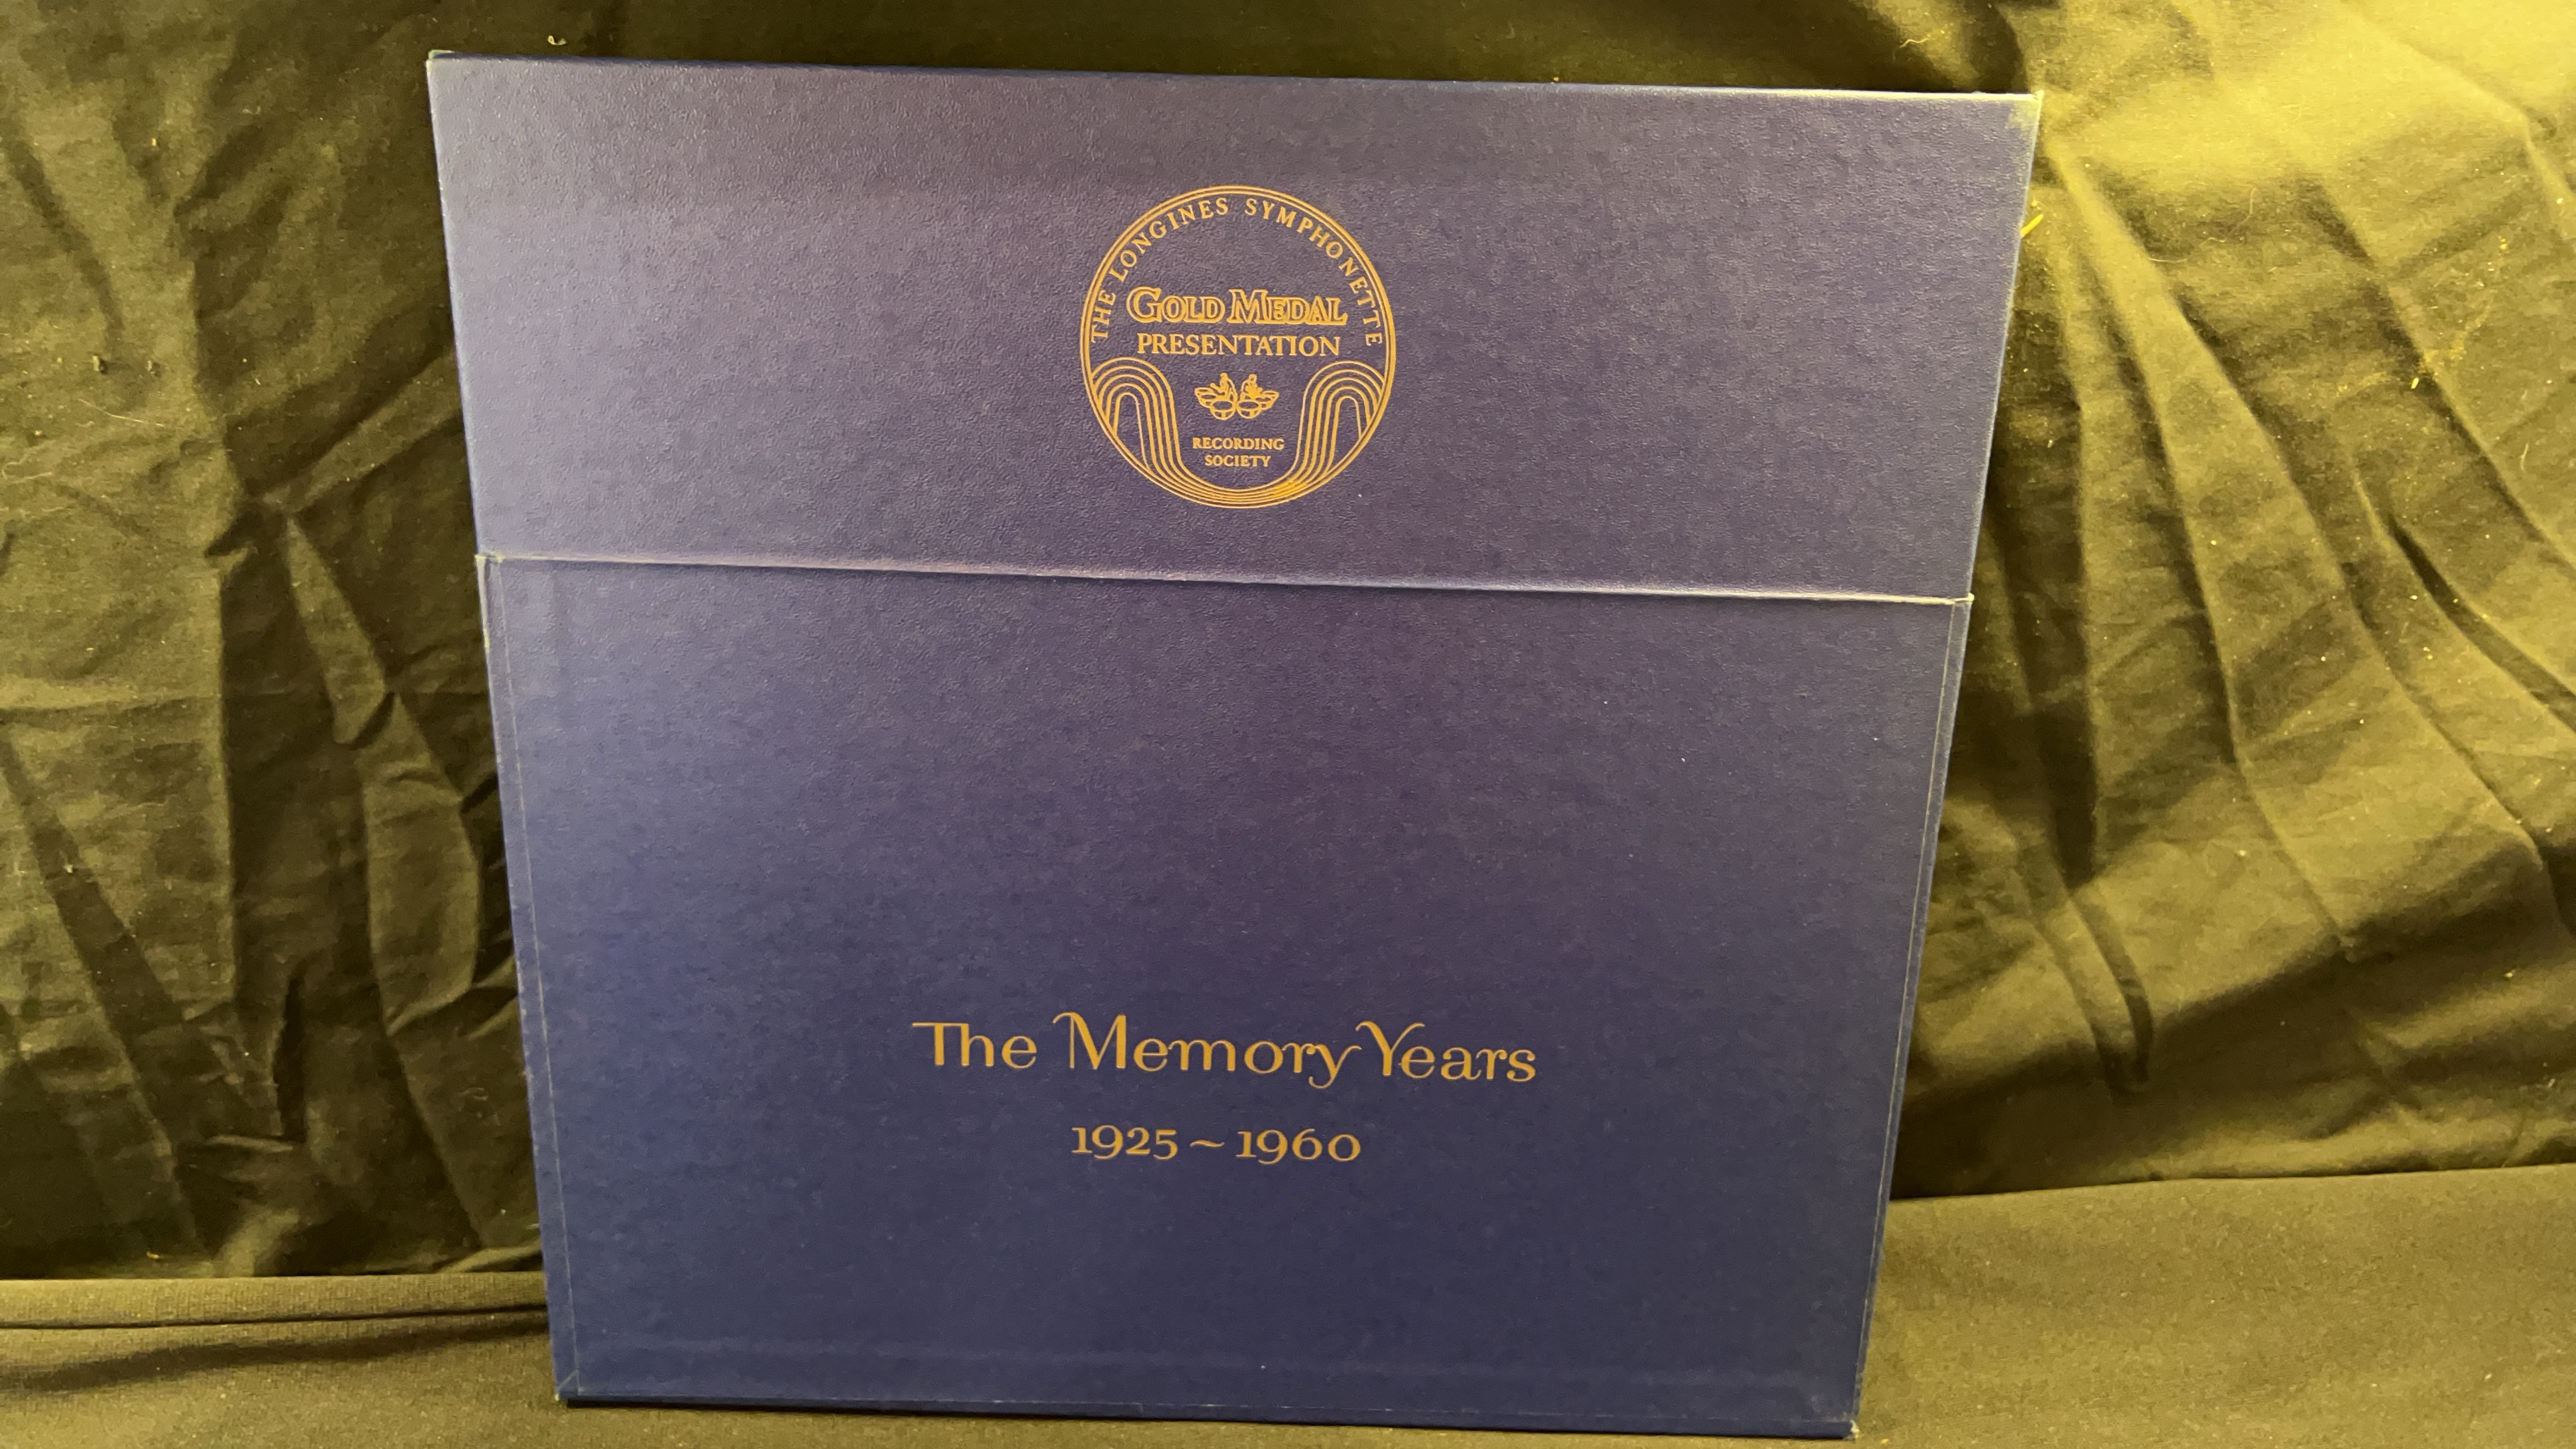 THE LONGINES SYMPHONETTE
GOLD MEDAL
PRESENTATION
RECORDING
SOCIETY
The Memory Years
1925 ~ 1960